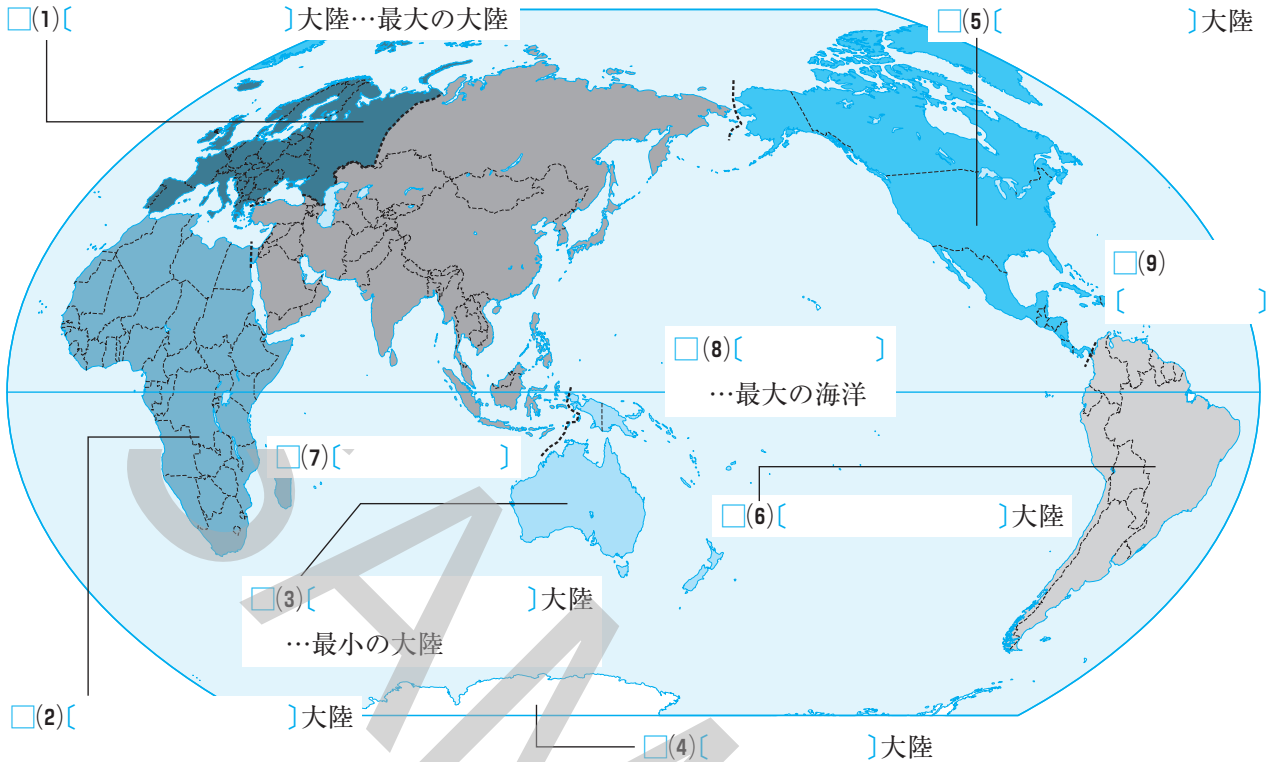 □(1)〔　　　　　〕大陸…最大の大陸
□(5)〔　　　　　〕大陸
□(9)
〔　　　　　〕
□(8)〔　　　　　〕
…最大の海洋
□(7)〔　　　　　〕
□(6)〔　　　　　〕大陸
□(3)〔　　　　　〕大陸
…最小の大陸
□(2)〔　　　　　〕大陸
□(4)〔　　　　　〕大陸
SAM